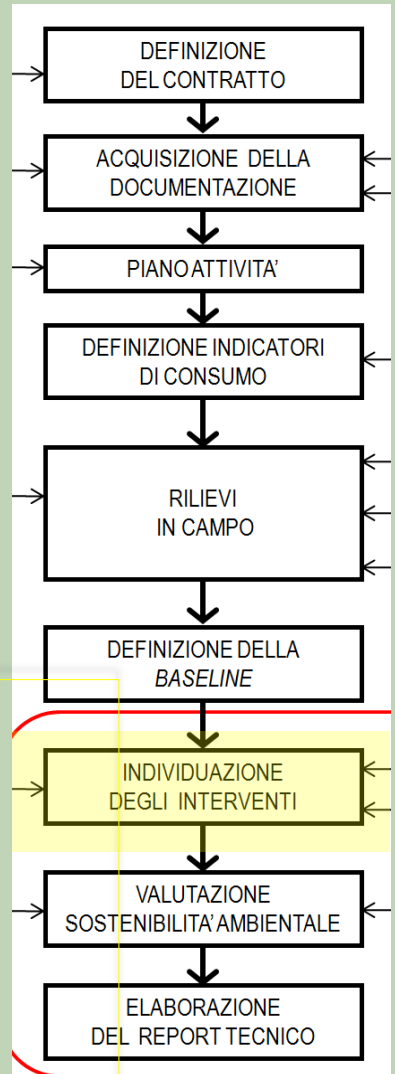 DEFINIZIONE
DEL CONTRATTO
ACQUISIZIONE DELLA
DOCUMENTAZIONE
PIANO ATTIVITA'
DEFINIZIONE INDICATORI
DI CONSUMO
RILIEVI
IN CAMPO
DEFINIZIONE DELLA
BASELINE
INDIVIDUAZIONE
DEGLI INTERVENTI
VALUTAZIONE
SOSTENIBILITA' AMBIENTALE
ELABORAZIONE
DEL REPORT TECNICO